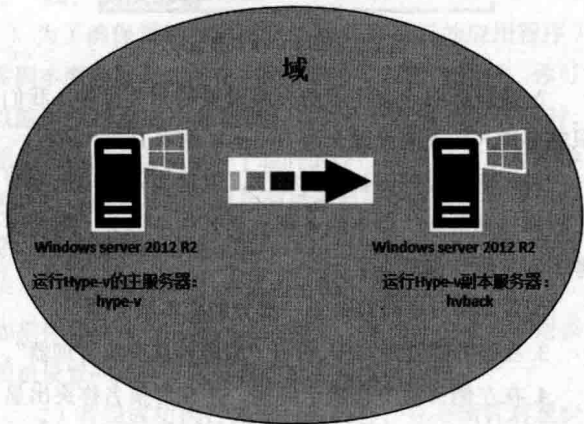 域
Windows server 2012 R2
Windows server 2012 R2
运行Hype-v的主服务器：
hype-v
运行Hype-v副本服务器：
hvback